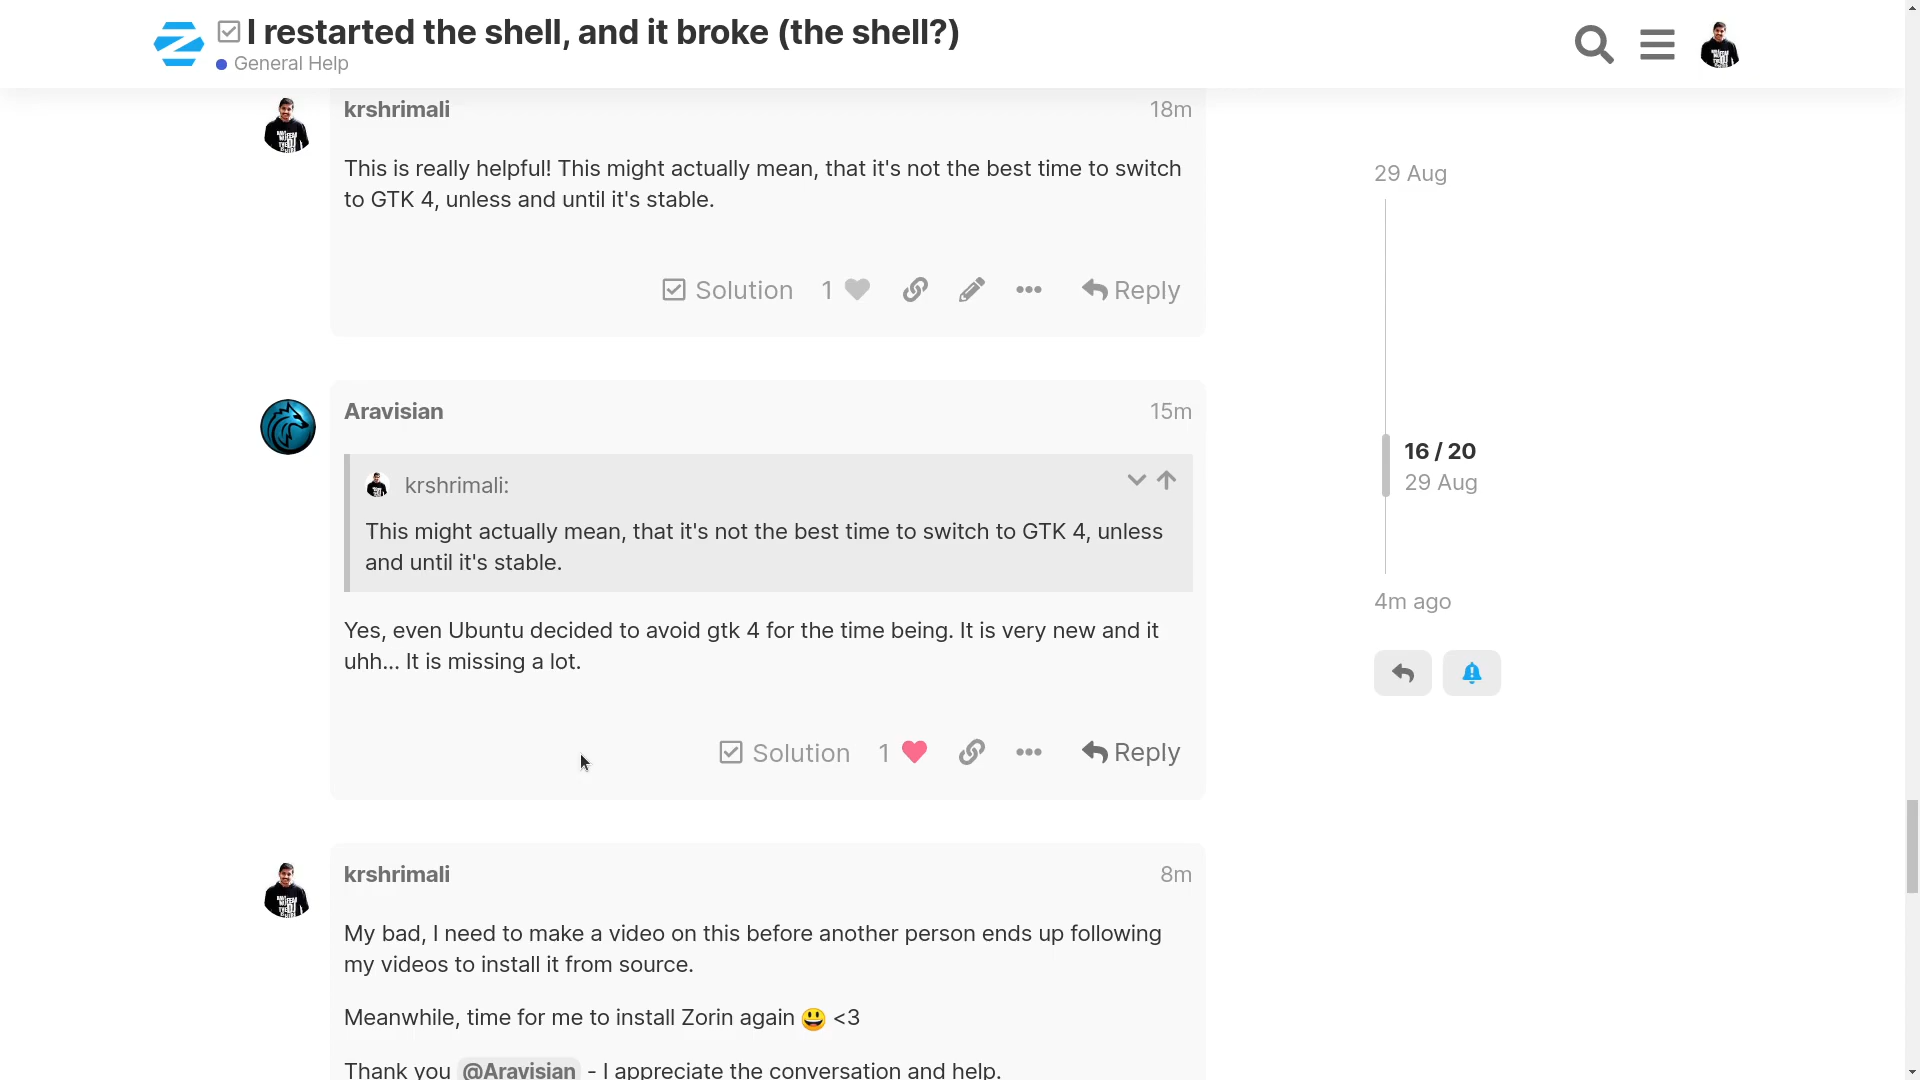 I restarted the shell, and it broke (the shell?)
General Help
krshrimali 18m
This is really helpful! This might actually mean, that it's not the best time to switch
to GTK 4, unless and until it's stable.
Solution 1 Reply
29 Aug
16 / 20
29 Aug
4m ago
Aravisian 15m
krshrimali:
This might actually mean, that it's not the best time to switch to GTK 4, unless
and until it's stable.
Yes, even Ubuntu decided to avoid gtk 4 for the time being. It is very new and it
uhh... It is missing a lot.
Solution 1 Reply
krshrimali 8m
My bad, I need to make a video on this before another person ends up following
my videos to install it from source.
Meanwhile, time for me to install Zorin again 😃 <3
Thank you @Aravisian - I appreciate the conversation and help.